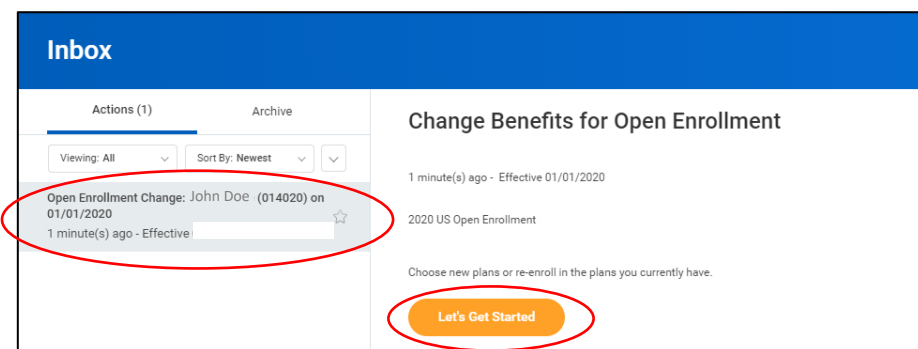 Inbox
Actions (1)
Archive
Viewing: All
Sort By: Newest
Open Enrollment Change: John Doe (014020) on
01/01/2020
1 minute(s) ago - Effective
Change Benefits for Open Enrollment
1 minute(s) ago - Effective 01/01/2020
2020 US Open Enrollment
Choose new plans or re-enroll in the plans you currently have.
Let's Get Started